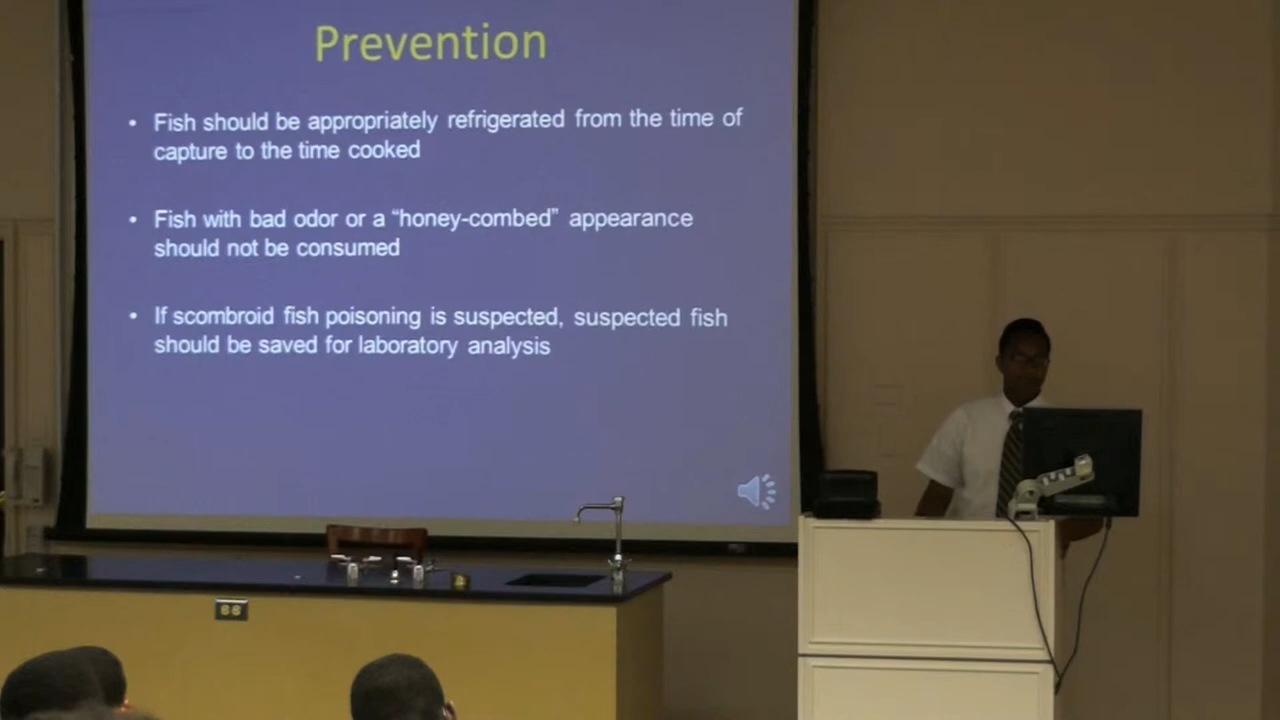 Prevention
• Fish should be appropriately refrigerated from the time of
capture to the time cooked
• Fish with bad odor or a “honey-combed” appearance
should not be consumed
• If scombroid fish poisoning is suspected, suspected fish
should be saved for laboratory analysis